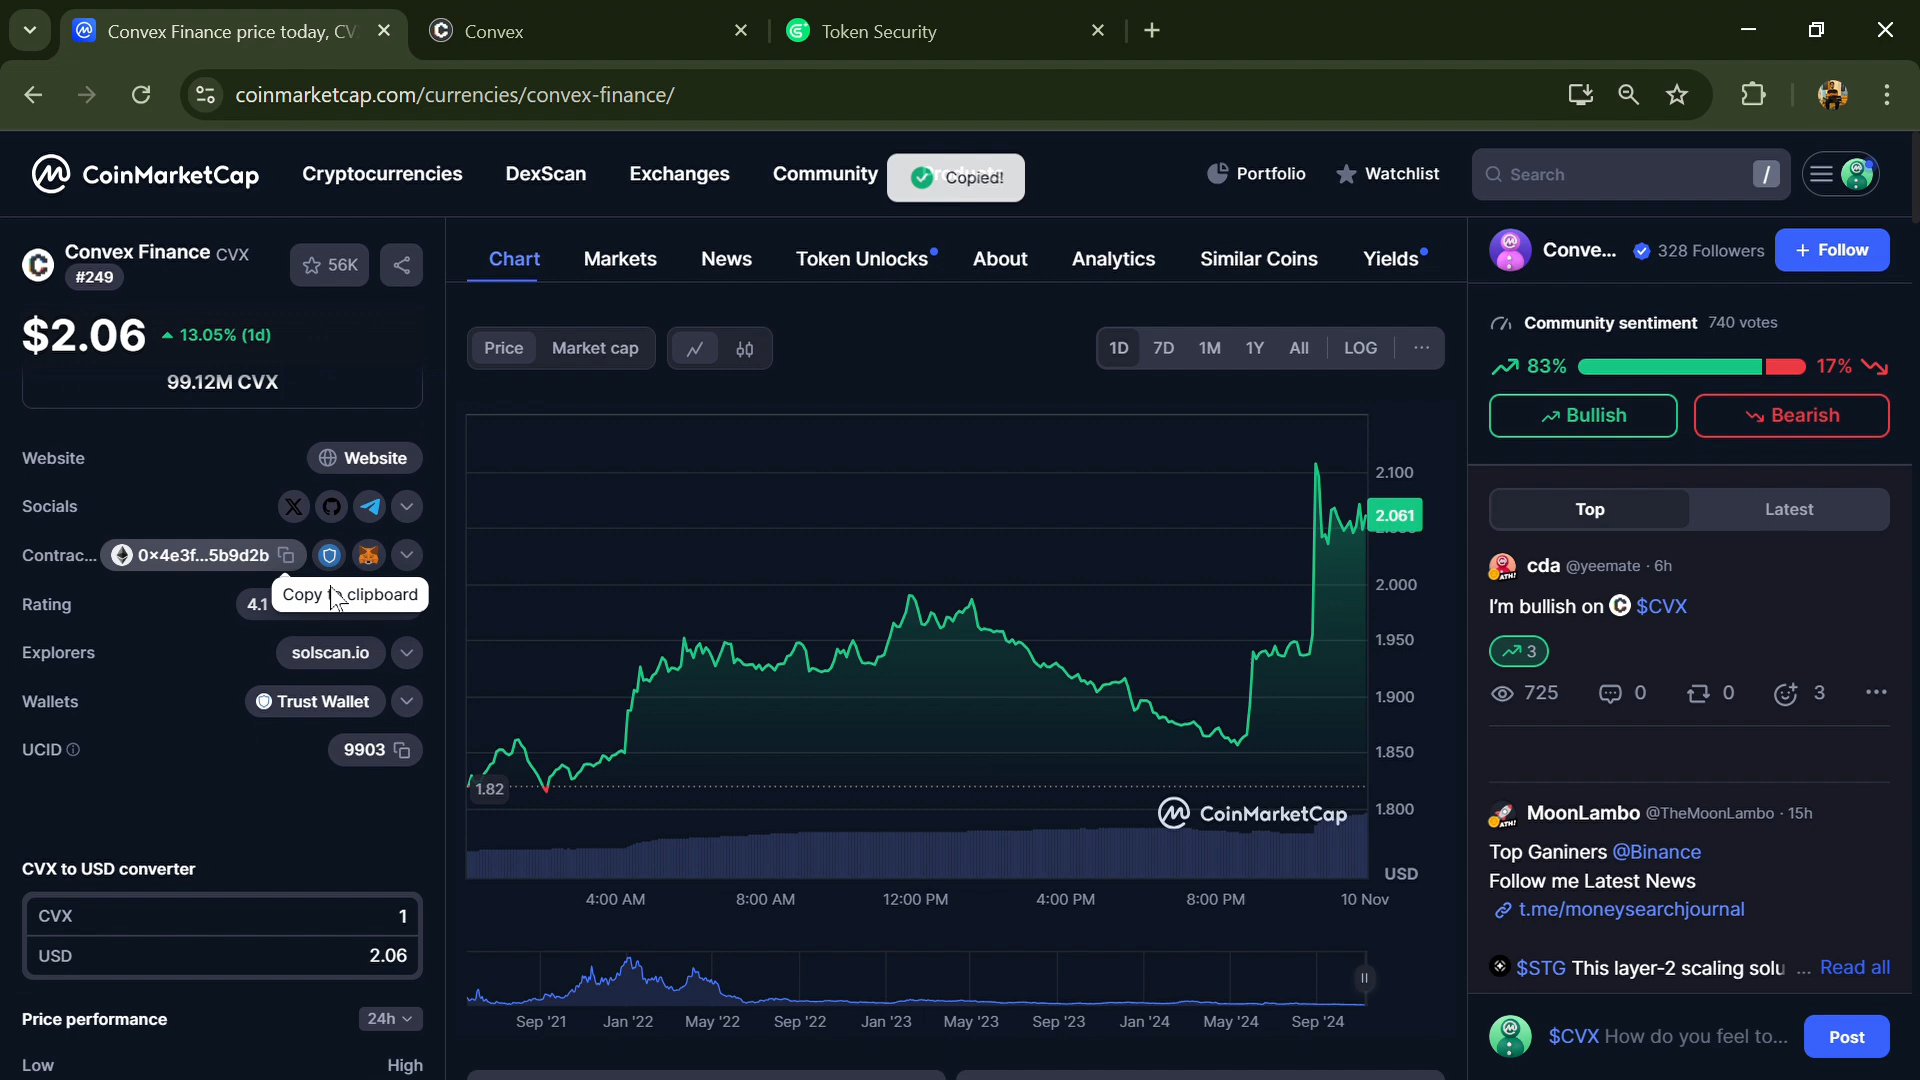 Convex Finance price today, CV
Convex
Token Security
coinmarketcap.com/currencies/convex-finance/
CoinMarketCap
Cryptocurrencies
DexScan
Exchanges
Community
Copied!
Portfolio
Watchlist
Search
/
Convex Finance CVX
#249
56K
$2.06
13.05% (1d)
99.12M CVX
Website
Website
Socials
Contrac...
0x4e3f...5b9d2b
Copy clipboard
Rating
4.1
Explorers
solscan.io
Wallets
Trust Wallet
UCID
9903
CVX to USD converter
CVX 1
USD 2.06
Price performance
24h
Low High
Chart
Markets
News
Token Unlocks
About
Analytics
Similar Coins
Yields
Price
Market cap
1D
7D
1M
1Y
All
LOG
...
2.100
2.061
2.000
1.950
1.900
1.850
1.800
1.82
CoinMarketCap
USD
4:00 AM
8:00 AM
12:00 PM
4:00 PM
8:00 PM
10 Nov
Sep '21
Jan '22
May '22
Sep '22
Jan '23
May '23
Sep '23
Jan '24
May '24
Sep '24
Conve...
328 Followers
+ Follow
Community sentiment 740 votes
83%
17%
Bullish
Bearish
Top
Latest
cda @yeemate · 6h
I'm bullish on $CVX
3
725
0
0
3
MoonLambo @TheMoonLambo · 15h
Top Ganiners @Binance
Follow me Latest News
t.me/moneysearchjournal
$STG This layer-2 scaling solu ... Read all
$CVX How do you feel to...
Post